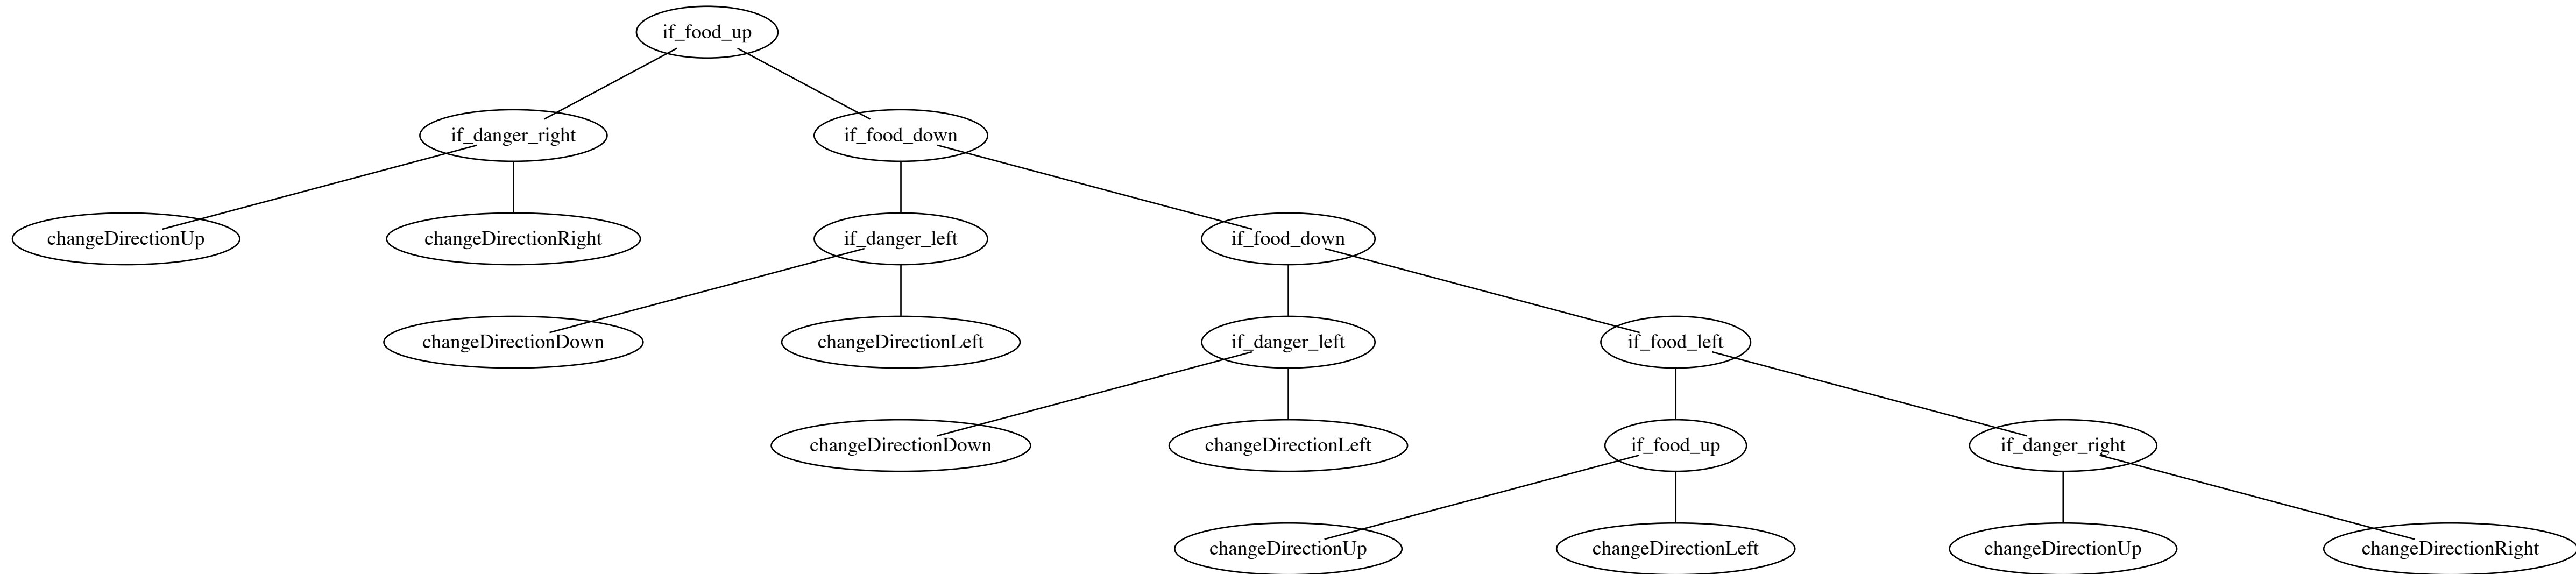 if_food_up
if_danger_right
if_food_down
changeDirectionUp
changeDirectionRight
if_danger_left
if_food_down
changeDirectionDown
changeDirectionLeft
if_danger_left
if_food_left
changeDirectionDown
changeDirectionLeft
if_food_up
if_danger_right
changeDirectionUp
changeDirectionLeft
changeDirectionUp
changeDirectionRight